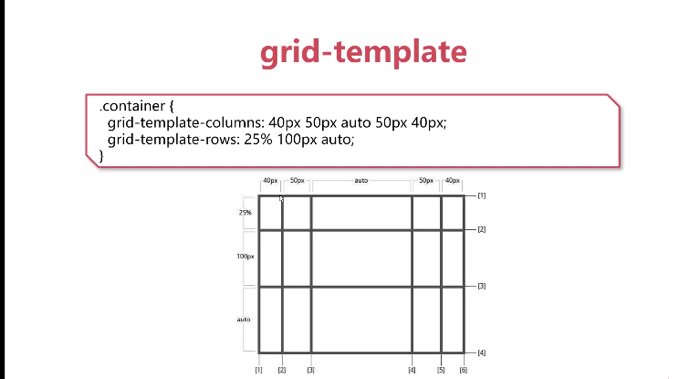 grid-template
.container {
grid-template-columns: 40px 50px auto 50px 40px;
grid-template-rows: 25% 100px auto;
}
40px 50px auto 50px 40px
[1]
25%
[2]
100px
[3]
auto
[4]
[1] [2] [3] [4] [5] [6]